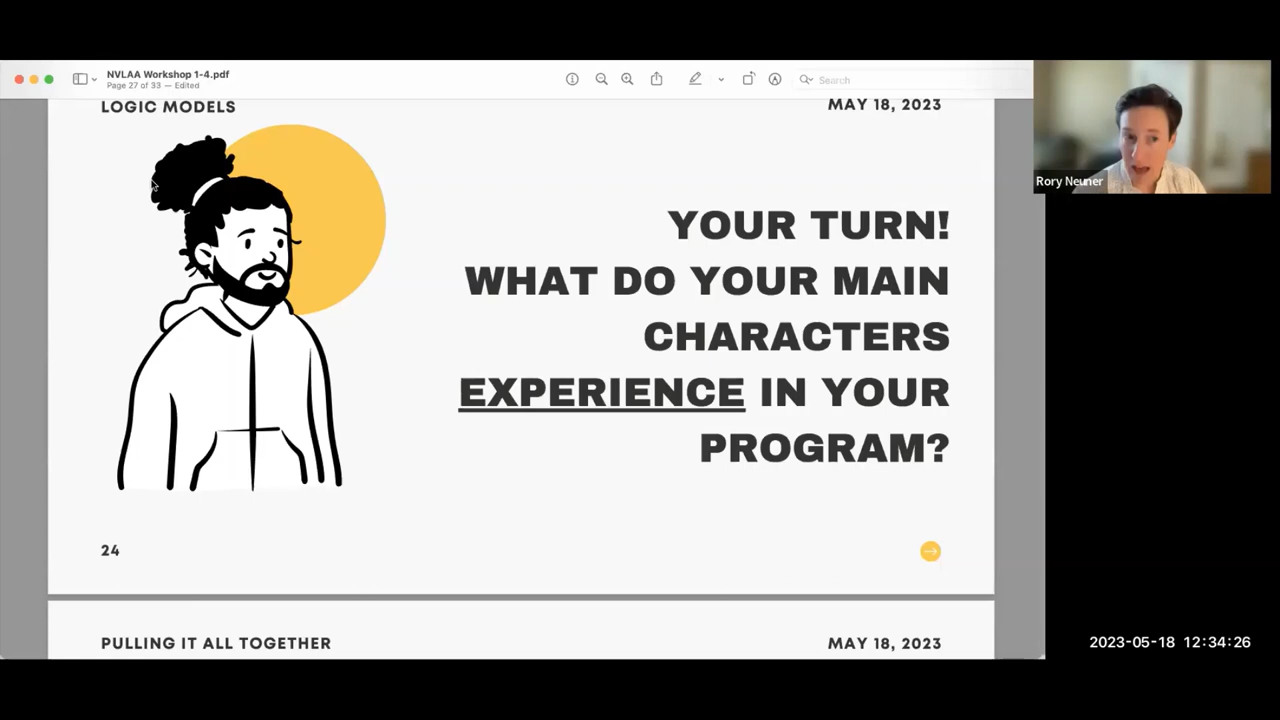 NVLAA Workshop 1-4.pdf
Page 27 of 33 — Edited
Search
LOGIC MODELS
MAY 18, 2023
YOUR TURN!
WHAT DO YOUR MAIN
CHARACTERS
EXPERIENCE IN YOUR
PROGRAM?
24
PULLING IT ALL TOGETHER
MAY 18, 2023
Rory Neuner
2023-05-18 12:34:26